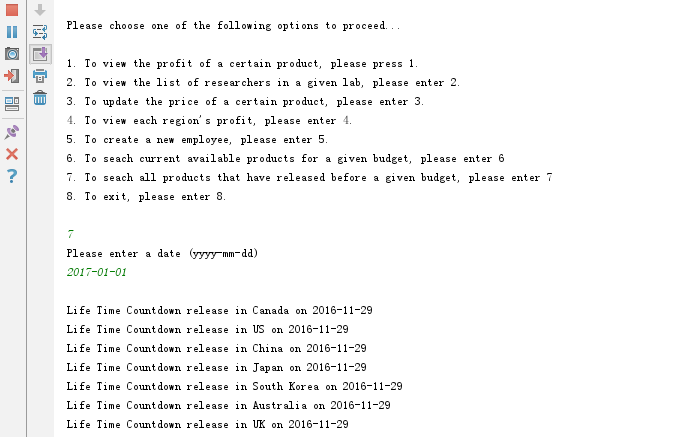 Please choose one of the following options to proceed...
1. To view the profit of a certain product, please press 1.
2. To view the list of researchers in a given lab, please enter 2.
3. To update the price of a certain product, please enter 3.
4. To view each region's profit, please enter 4.
5. To create a new employee, please enter 5.
6. To seach current available products for a given budget, please enter 6
7. To seach all products that have released before a given budget, please enter 7
8. To exit, please enter 8.
7
Please enter a date (yyyy-mm-dd)
2017-01-01
Life Time Countdown release in Canada on 2016-11-29
Life Time Countdown release in US on 2016-11-29
Life Time Countdown release in China on 2016-11-29
Life Time Countdown release in Japan on 2016-11-29
Life Time Countdown release in South Korea on 2016-11-29
Life Time Countdown release in Australia on 2016-11-29
Life Time Countdown release in UK on 2016-11-29